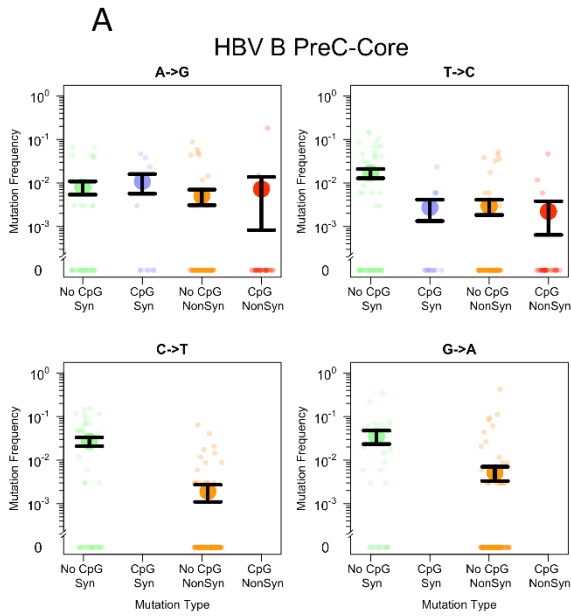 A
HBV B PreC-Core
A->G
Mutation Frequency
10^0
10^-1
10^-2
10^-3
0
No CpG
Syn
CpG
Syn
No CpG
NonSyn
CpG
NonSyn
T->C
Mutation Frequency
10^0
10^-1
10^-2
10^-3
0
No CpG
Syn
CpG
Syn
No CpG
NonSyn
CpG
NonSyn
C->T
Mutation Frequency
10^0
10^-1
10^-2
10^-3
0
No CpG
Syn
CpG
Syn
No CpG
NonSyn
CpG
NonSyn
Mutation Type
G->A
Mutation Frequency
10^0
10^-1
10^-2
10^-3
0
No CpG
Syn
CpG
Syn
No CpG
NonSyn
CpG
NonSyn
Mutation Type